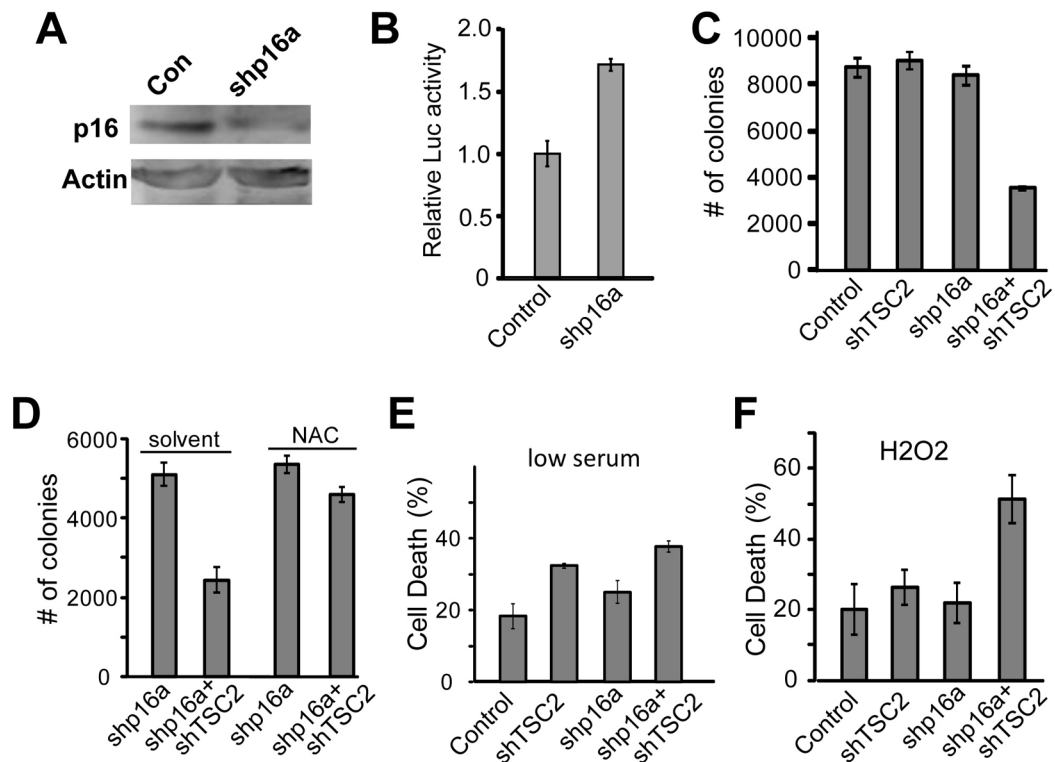 A
Con
shp16a
p16
Actin
B
Relative Luc activity
2.0
1.5
1.0
0.5
0
Control
shp16a
C
# of colonies
10000
8000
6000
4000
2000
0
Control
shTSC2
shp16a
shp16a+
shTSC2
D
# of colonies
6000
4000
2000
0
solvent
NAC
shp16a
shp16a+
shTSC2
shp16a
shp16a+
shTSC2
E
low serum
Cell Death (%)
40
20
0
Control
shTSC2
shp16a
shp16a+
shTSC2
F
H2O2
Cell Death (%)
60
40
20
0
Control
shTSC2
shp16a
shp16a+
shTSC2